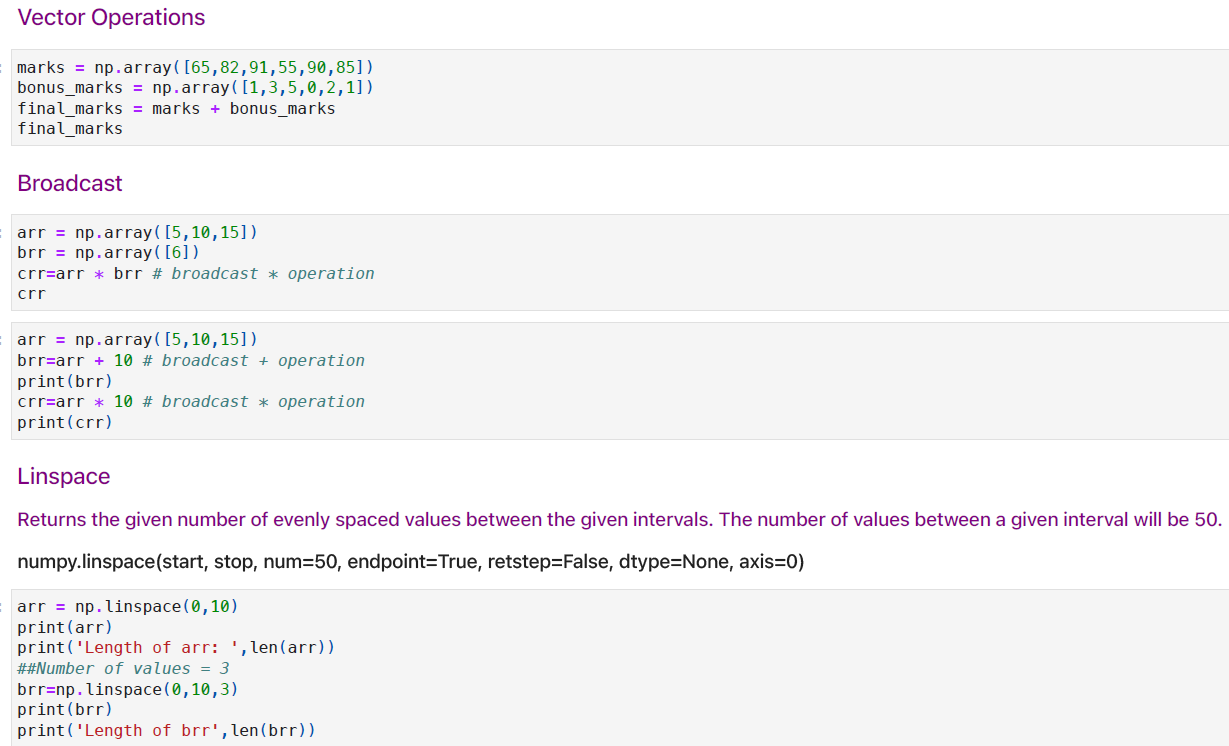 Vector Operations
marks = np.array([65,82,91,55,90,85])
bonus_marks = np.array([1,3,5,0,2,1])
final_marks = marks + bonus_marks
final_marks
Broadcast
arr = np.array([5,10,15])
brr = np.array([6])
crr=arr * brr # broadcast * operation
crr
arr = np.array([5,10,15])
brr=arr + 10 # broadcast + operation
print(brr)
crr=arr * 10 # broadcast * operation
print(crr)
Linspace
Returns the given number of evenly spaced values between the given intervals. The number of values between a given interval will be 50.
numpy.linspace(start, stop, num=50, endpoint=True, retstep=False, dtype=None, axis=0)
arr = np.linspace(0,10)
print(arr)
print('Length of arr: ',len(arr))
##Number of values = 3
brr=np.linspace(0,10,3)
print(brr)
print('Length of brr',len(brr))